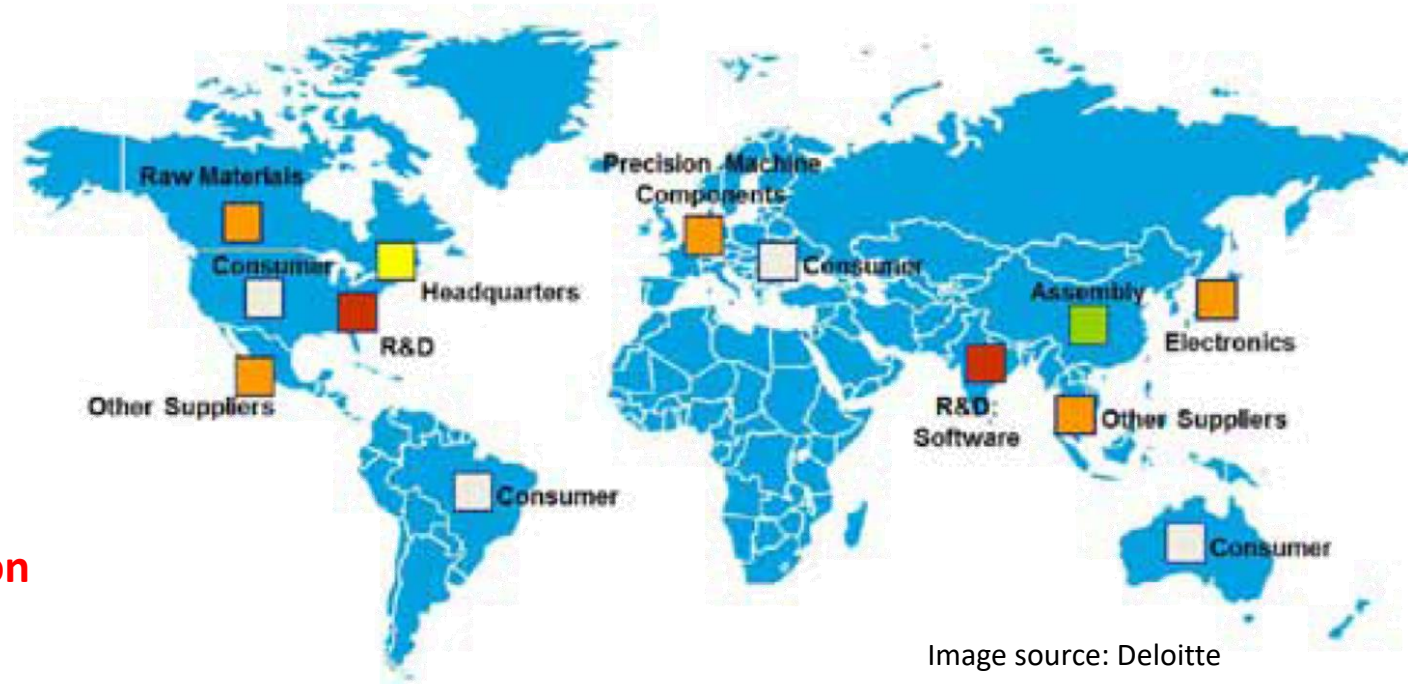 Raw Materials
Precision Machine
Components
Consumer
Headquarters
Consumer
Assembly
R&D
Electronics
Other Suppliers
R&D:
Software
Other Suppliers
Consumer
Consumer
on
Image source: Deloitte